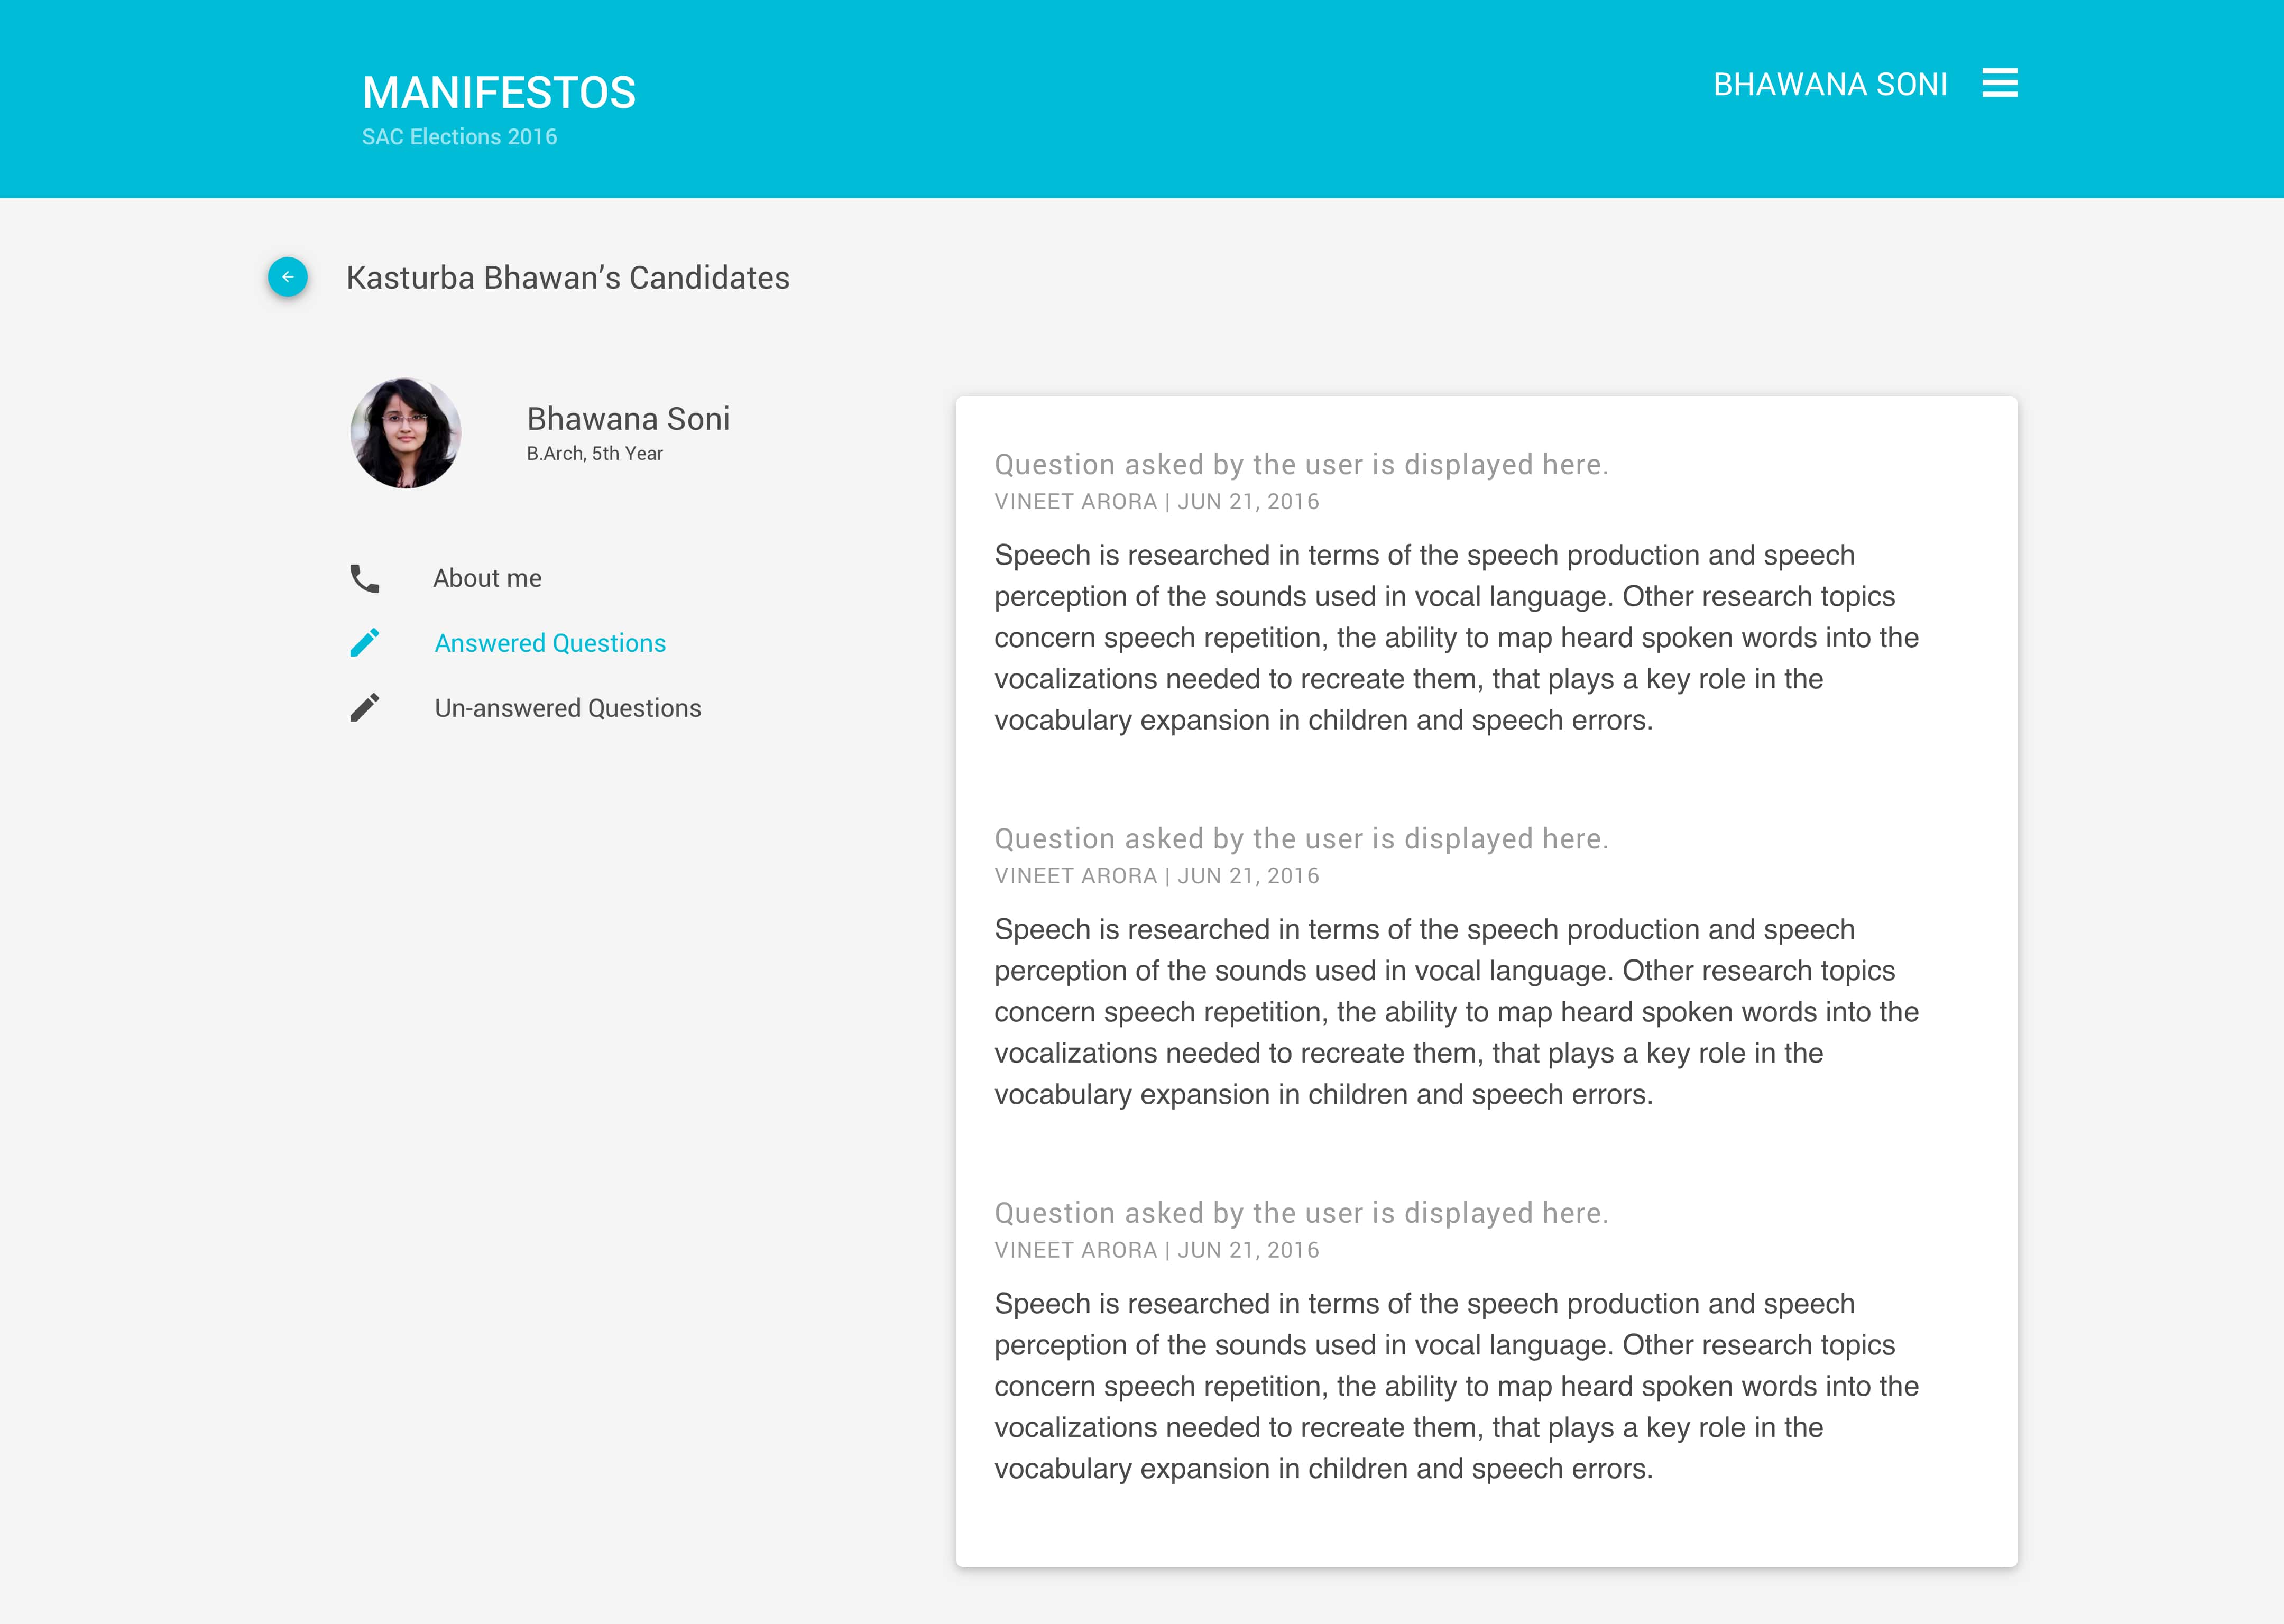 MANIFESTOS
SAC Elections 2016
BHAWANA SONI
Kasturba Bhawan’s Candidates
Bhawana Soni
B.Arch, 5th Year
About me
Answered Questions
Un-answered Questions
Question asked by the user is displayed here.
VINEET ARORA | JUN 21, 2016
Speech is researched in terms of the speech production and speech
perception of the sounds used in vocal language. Other research topics
concern speech repetition, the ability to map heard spoken words into the
vocalizations needed to recreate them, that plays a key role in the
vocabulary expansion in children and speech errors.
Question asked by the user is displayed here.
VINEET ARORA | JUN 21, 2016
Speech is researched in terms of the speech production and speech
perception of the sounds used in vocal language. Other research topics
concern speech repetition, the ability to map heard spoken words into the
vocalizations needed to recreate them, that plays a key role in the
vocabulary expansion in children and speech errors.
Question asked by the user is displayed here.
VINEET ARORA | JUN 21, 2016
Speech is researched in terms of the speech production and speech
perception of the sounds used in vocal language. Other research topics
concern speech repetition, the ability to map heard spoken words into the
vocalizations needed to recreate them, that plays a key role in the
vocabulary expansion in children and speech errors.